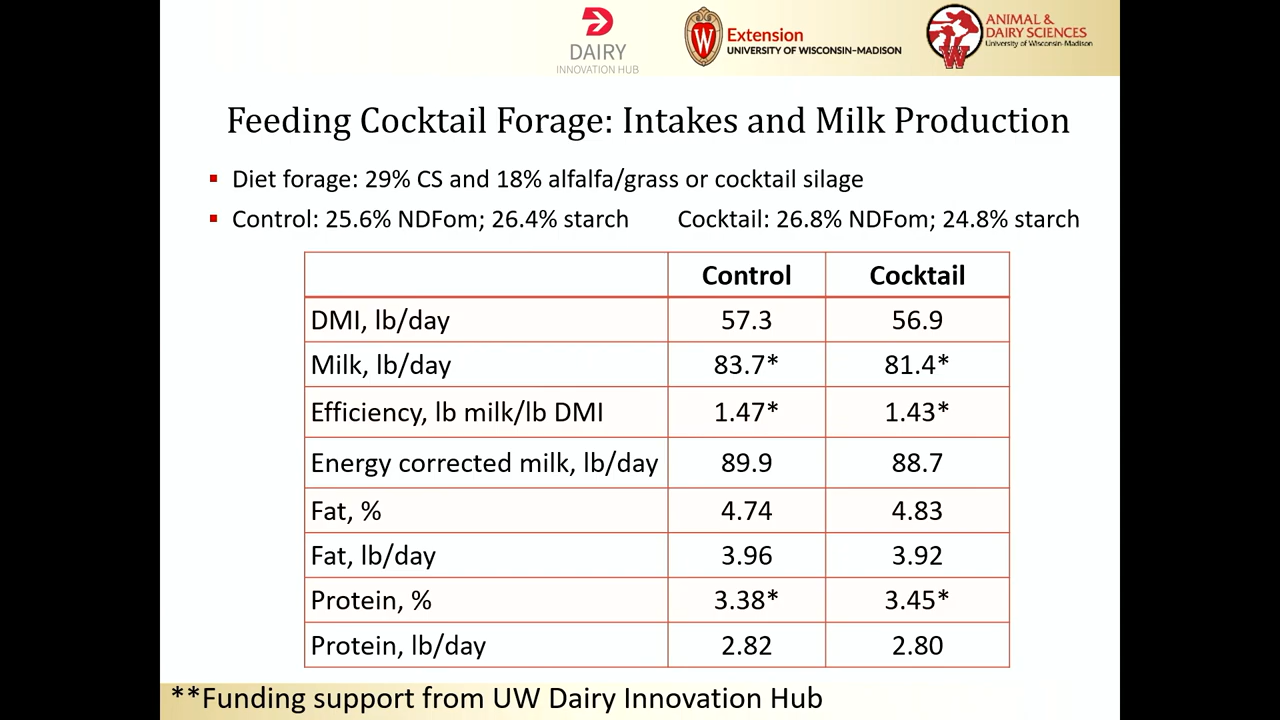 DAIRY
INNOVATION HUB
W
Extension
UNIVERSITY OF WISCONSIN-MADISON
W
ANIMAL &
DAIRY SCIENCES
University of Wisconsin-Madison
Feeding Cocktail Forage: Intakes and Milk Production
▪ Diet forage: 29% CS and 18% alfalfa/grass or cocktail silage
▪ Control: 25.6% NDFom; 26.4% starch Cocktail: 26.8% NDFom; 24.8% starch
Control Cocktail
DMI, lb/day 57.3 56.9
Milk, lb/day 83.7* 81.4*
Efficiency, lb milk/lb DMI 1.47* 1.43*
Energy corrected milk, lb/day 89.9 88.7
Fat, % 4.74 4.83
Fat, lb/day 3.96 3.92
Protein, % 3.38* 3.45*
Protein, lb/day 2.82 2.80
**Funding support from UW Dairy Innovation Hub